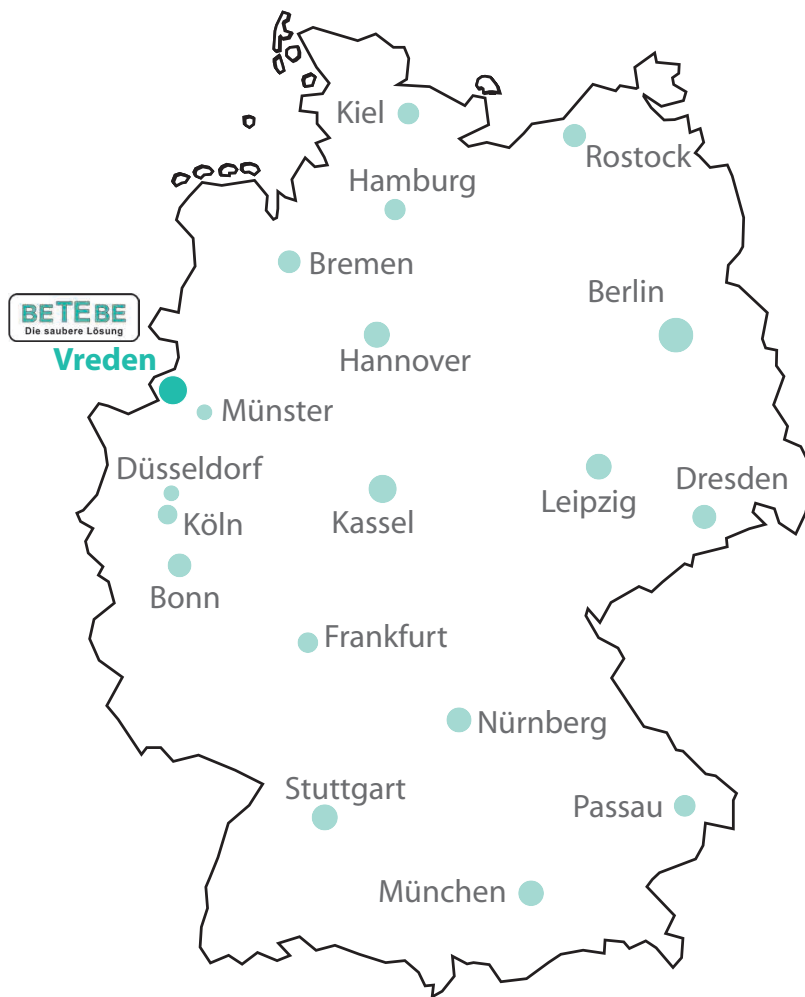 Kiel
Rostock
Hamburg
Bremen
Berlin
BETEBE
Die saubere Lösung
Hannover
Vreden
Münster
Düsseldorf
Leipzig
Dresden
Köln
Kassel
Bonn
Frankfurt
Nürnberg
Stuttgart
Passau
München